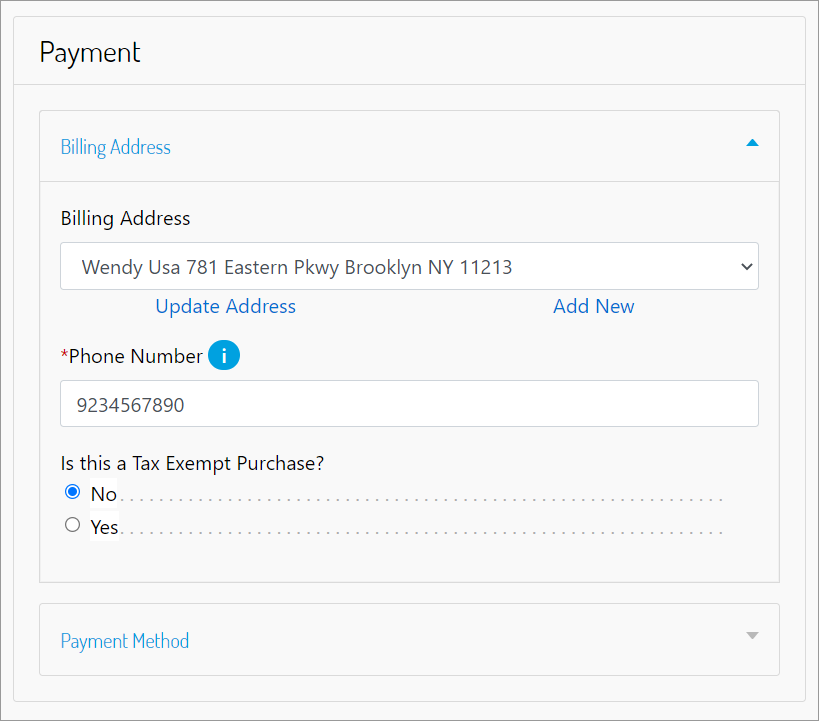 Payment
Billing Address
Billing Address
Wendy Usa 781 Eastern Pkwy Brooklyn NY 11213
Update Address Add New
*Phone Number i
9234567890
Is this a Tax Exempt Purchase?
No
Yes
Payment Method